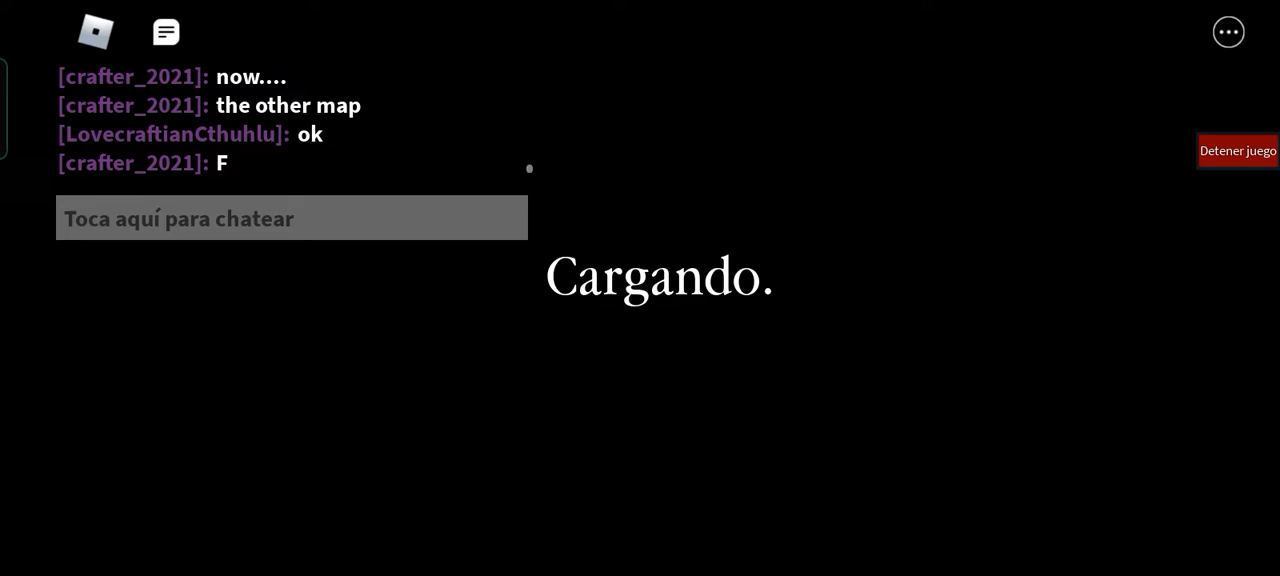 [crafter_2021]: now....
[crafter_2021]: the other map
[LovecraftianCthuhlu]: ok
[crafter_2021]: F
Detener juego
Toca aquí para chatear
Cargando.